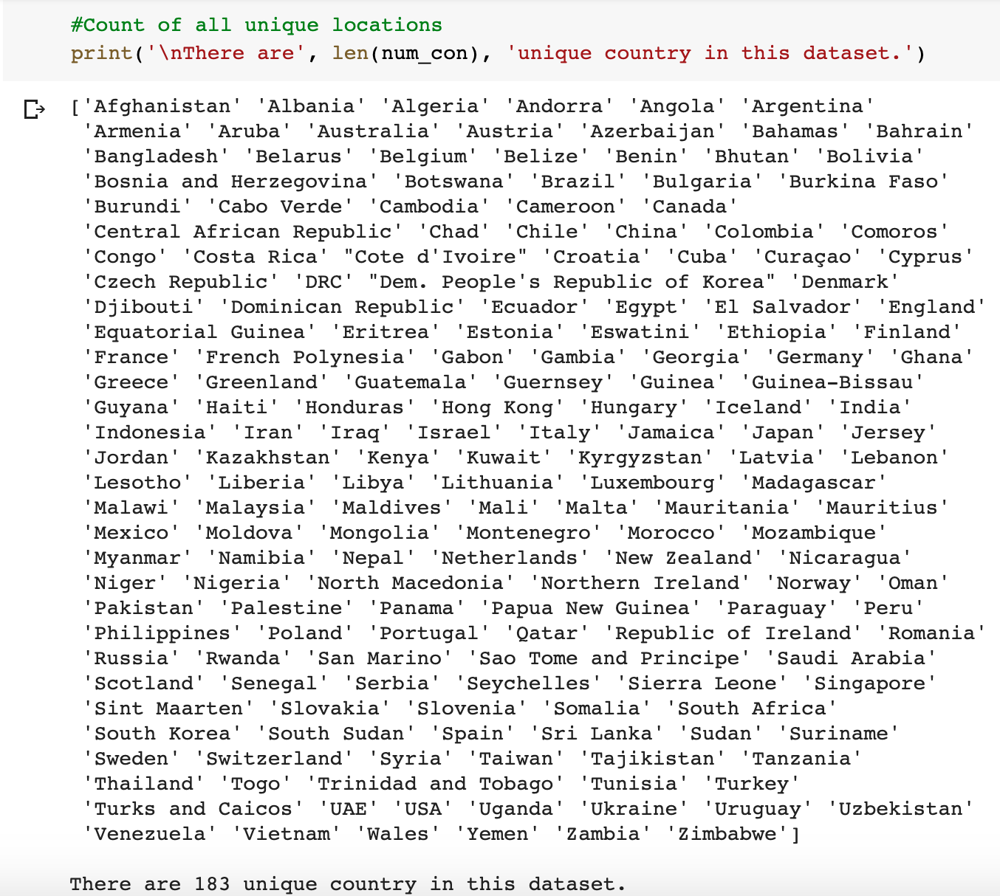 #Count of all unique locations
print('\nThere are', len(num_con), 'unique country in this dataset.')
['Afghanistan' 'Albania' 'Algeria' 'Andorra' 'Angola' 'Argentina'
'Armenia' 'Aruba' 'Australia' 'Austria' 'Azerbaijan' 'Bahamas' 'Bahrain'
'Bangladesh' 'Belarus' 'Belgium' 'Belize' 'Benin' 'Bhutan' 'Bolivia'
'Bosnia and Herzegovina' 'Botswana' 'Brazil' 'Bulgaria' 'Burkina Faso'
'Burundi' 'Cabo Verde' 'Cambodia' 'Cameroon' 'Canada'
'Central African Republic' 'Chad' 'Chile' 'China' 'Colombia' 'Comoros'
'Congo' 'Costa Rica' "Cote d'Ivoire" 'Croatia' 'Cuba' 'Curaçao' 'Cyprus'
'Czech Republic' 'DRC' "Dem. People's Republic of Korea" 'Denmark'
'Djibouti' 'Dominican Republic' 'Ecuador' 'Egypt' 'El Salvador' 'England'
'Equatorial Guinea' 'Eritrea' 'Estonia' 'Eswatini' 'Ethiopia' 'Finland'
'France' 'French Polynesia' 'Gabon' 'Gambia' 'Georgia' 'Germany' 'Ghana'
'Greece' 'Greenland' 'Guatemala' 'Guernsey' 'Guinea' 'Guinea-Bissau'
'Guyana' 'Haiti' 'Honduras' 'Hong Kong' 'Hungary' 'Iceland' 'India'
'Indonesia' 'Iran' 'Iraq' 'Israel' 'Italy' 'Jamaica' 'Japan' 'Jersey'
'Jordan' 'Kazakhstan' 'Kenya' 'Kuwait' 'Kyrgyzstan' 'Latvia' 'Lebanon'
'Lesotho' 'Liberia' 'Libya' 'Lithuania' 'Luxembourg' 'Madagascar'
'Malawi' 'Malaysia' 'Maldives' 'Mali' 'Malta' 'Mauritania' 'Mauritius'
'Mexico' 'Moldova' 'Mongolia' 'Montenegro' 'Morocco' 'Mozambique'
'Myanmar' 'Namibia' 'Nepal' 'Netherlands' 'New Zealand' 'Nicaragua'
'Niger' 'Nigeria' 'North Macedonia' 'Northern Ireland' 'Norway' 'Oman'
'Pakistan' 'Palestine' 'Panama' 'Papua New Guinea' 'Paraguay' 'Peru'
'Philippines' 'Poland' 'Portugal' 'Qatar' 'Republic of Ireland' 'Romania'
'Russia' 'Rwanda' 'San Marino' 'Sao Tome and Principe' 'Saudi Arabia'
'Scotland' 'Senegal' 'Serbia' 'Seychelles' 'Sierra Leone' 'Singapore'
'Sint Maarten' 'Slovakia' 'Slovenia' 'Somalia' 'South Africa'
'South Korea' 'South Sudan' 'Spain' 'Sri Lanka' 'Sudan' 'Suriname'
'Sweden' 'Switzerland' 'Syria' 'Taiwan' 'Tajikistan' 'Tanzania'
'Thailand' 'Togo' 'Trinidad and Tobago' 'Tunisia' 'Turkey'
'Turks and Caicos' 'UAE' 'USA' 'Uganda' 'Ukraine' 'Uruguay' 'Uzbekistan'
'Venezuela' 'Vietnam' 'Wales' 'Yemen' 'Zambia' 'Zimbabwe']
There are 183 unique country in this dataset.